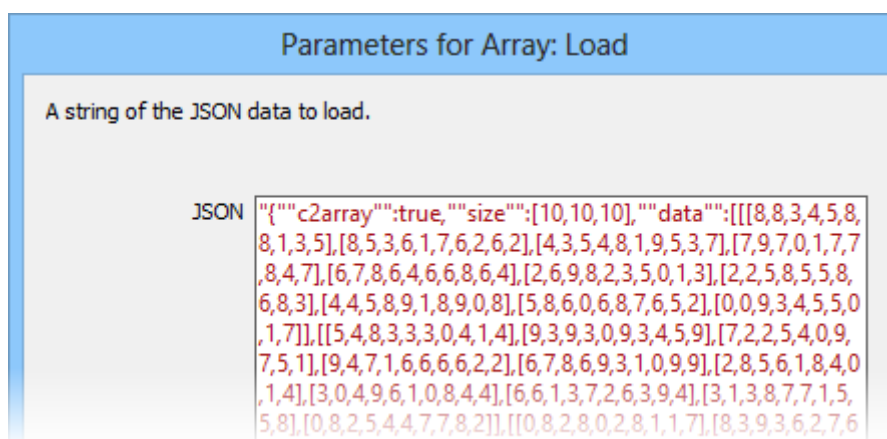 Parameters for Array: Load
A string of the JSON data to load.
JSON
"{""c2array"":true,""size"":[10,10,10],""data"":[[[8,8,3,4,5,8,
8,1,3,5],[8,5,3,6,1,7,6,2,6,2],[4,3,5,4,8,1,9,5,3,7],[7,9,7,0,1,7,7
,8,4,7],[6,7,8,6,4,6,6,8,6,4],[2,6,9,8,2,3,5,0,1,3],[2,2,5,8,5,5,8,
6,8,3],[4,4,5,8,9,1,8,9,0,8],[5,8,6,0,6,8,7,6,5,2],[0,0,9,3,4,5,5,0
,1,7]],[[5,4,8,3,3,3,0,4,1,4],[9,3,9,3,0,9,3,4,5,9],[7,2,2,5,4,0,9,
7,5,1],[9,4,7,1,6,6,6,6,2,2],[6,7,8,6,9,3,1,0,9,9],[2,8,5,6,1,8,4,0
,1,4],[3,0,4,9,6,1,0,8,4,4],[6,6,1,3,7,2,6,3,9,4],[3,1,3,8,7,7,1,5,
5,8],[0,8,2,5,4,4,7,7,8,2]],[[0,8,2,8,0,2,8,1,1,7],[8,3,9,3,6,2,7,6